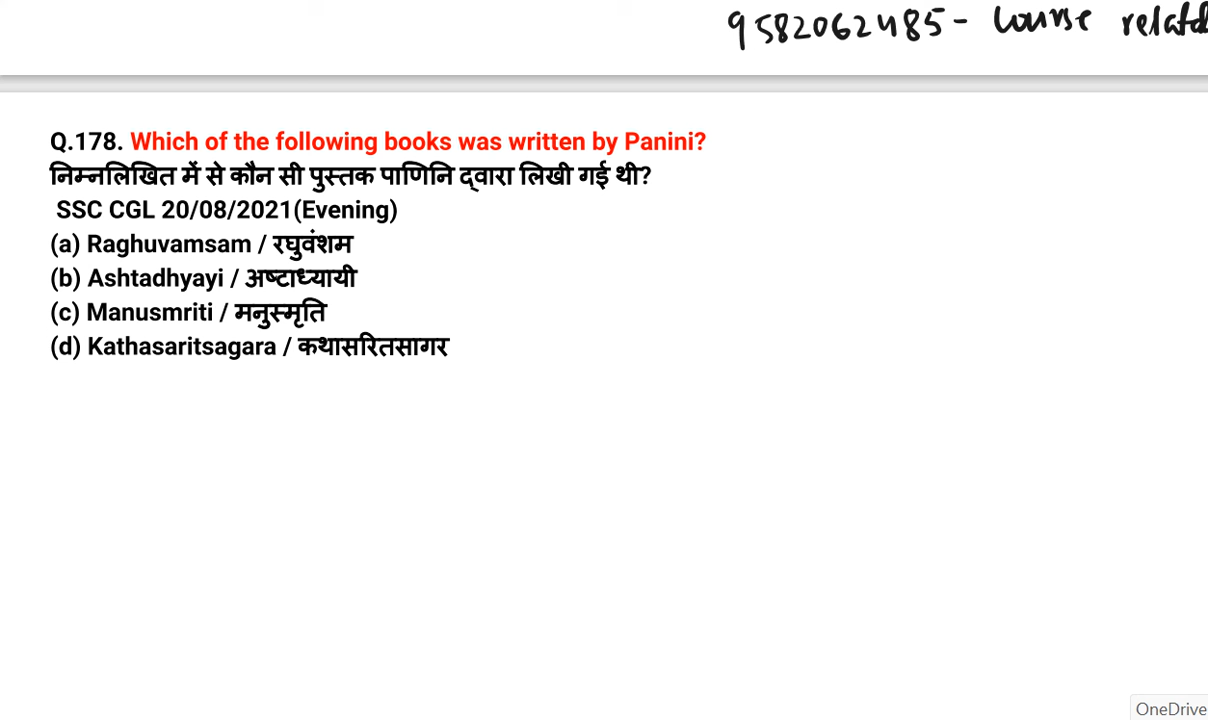 9582062485- Course related
Q.178. Which of the following books was written by Panini?
निम्नलिखित में से कौन सी पुस्तक पाणिनि द्वारा लिखी गई थी?
SSC CGL 20/08/2021(Evening)
(a) Raghuvamsam / रघुवंशम
(b) Ashtadhyayi / अष्टाध्यायी
(c) Manusmriti / मनुस्मृति
(d) Kathasaritsagara / कथासरितसागर
OneDrive